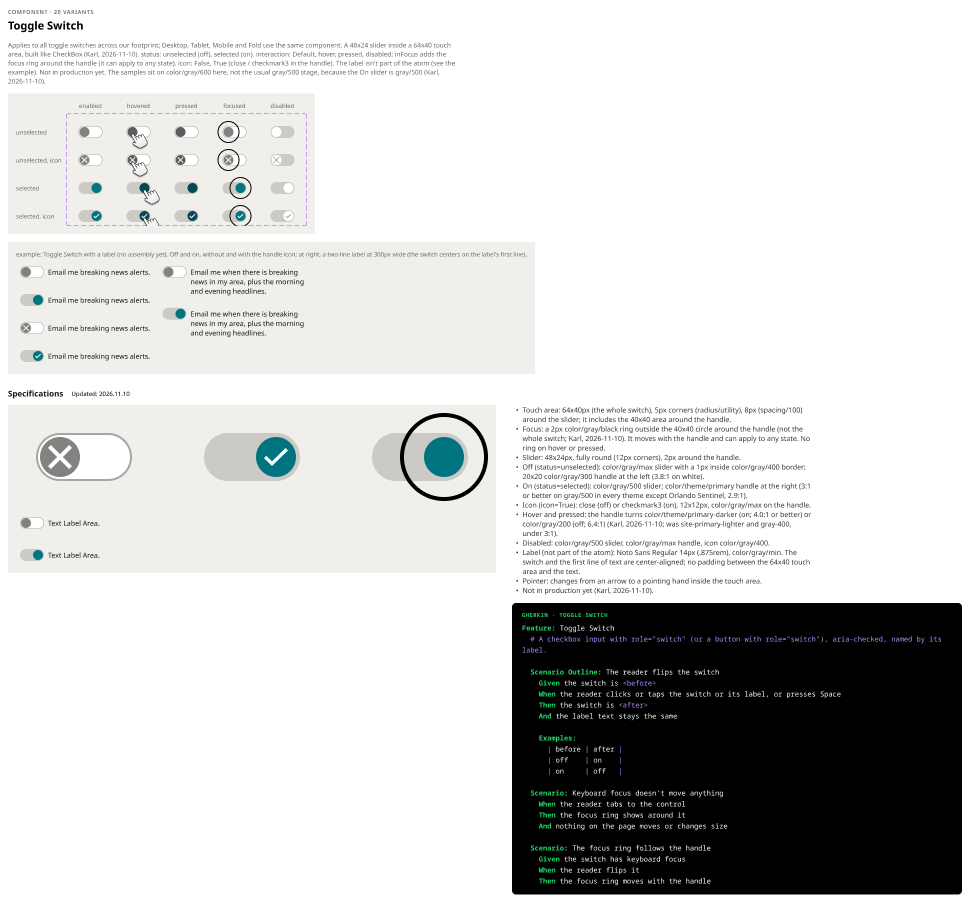 COMPONENT · 20 VARIANTS
Toggle Switch
Applies to all toggle switches across our footprint; Desktop, Tablet, Mobile and Fold use the same component. A 48x24 slider inside a 64x40 touch
area, built like CheckBox (Karl, 2026-11-10). status: unselected (off), selected (on). interaction: Default, hover, pressed, disabled; inFocus adds the
focus ring around the handle (it can apply to any state). icon: False, True (close / checkmark3 in the handle). The label isn't part of the atom (see the
example). Not in production yet. The samples sit on color/gray/600 here, not the usual gray/500 stage, because the On slider is gray/500 (Karl,
2026-11-10).
enabled hovered pressed focused disabled
unselected
unselected, icon
selected
selected, icon
example: Toggle Switch with a label (no assembly yet). Off and on, without and with the handle icon; at right, a two-line label at 300px wide (the switch centers on the label's first line).
Email me breaking news alerts.
Email me breaking news alerts.
Email me breaking news alerts.
Email me breaking news alerts.
Email me when there is breaking
news in my area, plus the morning
and evening headlines.
Email me when there is breaking
news in my area, plus the morning
and evening headlines.
Specifications Updated: 2026.11.10
Text Label Area.
Text Label Area.
• Touch area: 64x40px (the whole switch), 5px corners (radius/utility), 8px (spacing/100)
around the slider; it includes the 40x40 area around the handle.
• Focus: a 2px color/gray/black ring outside the 40x40 circle around the handle (not the
whole switch; Karl, 2026-11-10). It moves with the handle and can apply to any state. No
ring on hover or pressed.
• Slider: 48x24px, fully round (12px corners), 2px around the handle.
• Off (status=unselected): color/gray/max slider with a 1px inside color/gray/400 border;
20x20 color/gray/300 handle at the left (3.8:1 on white).
• On (status=selected): color/gray/500 slider; color/theme/primary handle at the right (3:1
or better on gray/500 in every theme except Orlando Sentinel, 2.9:1).
• Icon (icon=True): close (off) or checkmark3 (on), 12x12px, color/gray/max on the handle.
• Hover and pressed: the handle turns color/theme/primary-darker (on; 4.0:1 or better) or
color/gray/200 (off; 6.4:1) (Karl, 2026-11-10; was site-primary-lighter and gray-400,
under 3:1).
• Disabled: color/gray/500 slider, color/gray/max handle, icon color/gray/400.
• Label (not part of the atom): Noto Sans Regular 14px (.875rem), color/gray/min. The
switch and the first line of text are center-aligned; no padding between the 64x40 touch
area and the text.
• Pointer: changes from an arrow to a pointing hand inside the touch area.
• Not in production yet (Karl, 2026-11-10).
GHERKIN · TOGGLE SWITCH
Feature: Toggle Switch
# A checkbox input with role="switch" (or a button with role="switch"), aria-checked, named by its
label.
Scenario Outline: The reader flips the switch
Given the switch is <before>
When the reader clicks or taps the switch or its label, or presses Space
Then the switch is <after>
And the label text stays the same
Examples:
| before | after |
| off | on |
| on | off |
Scenario: Keyboard focus doesn't move anything
When the reader tabs to the control
Then the focus ring shows around it
And nothing on the page moves or changes size
Scenario: The focus ring follows the handle
Given the switch has keyboard focus
When the reader flips it
Then the focus ring moves with the handle